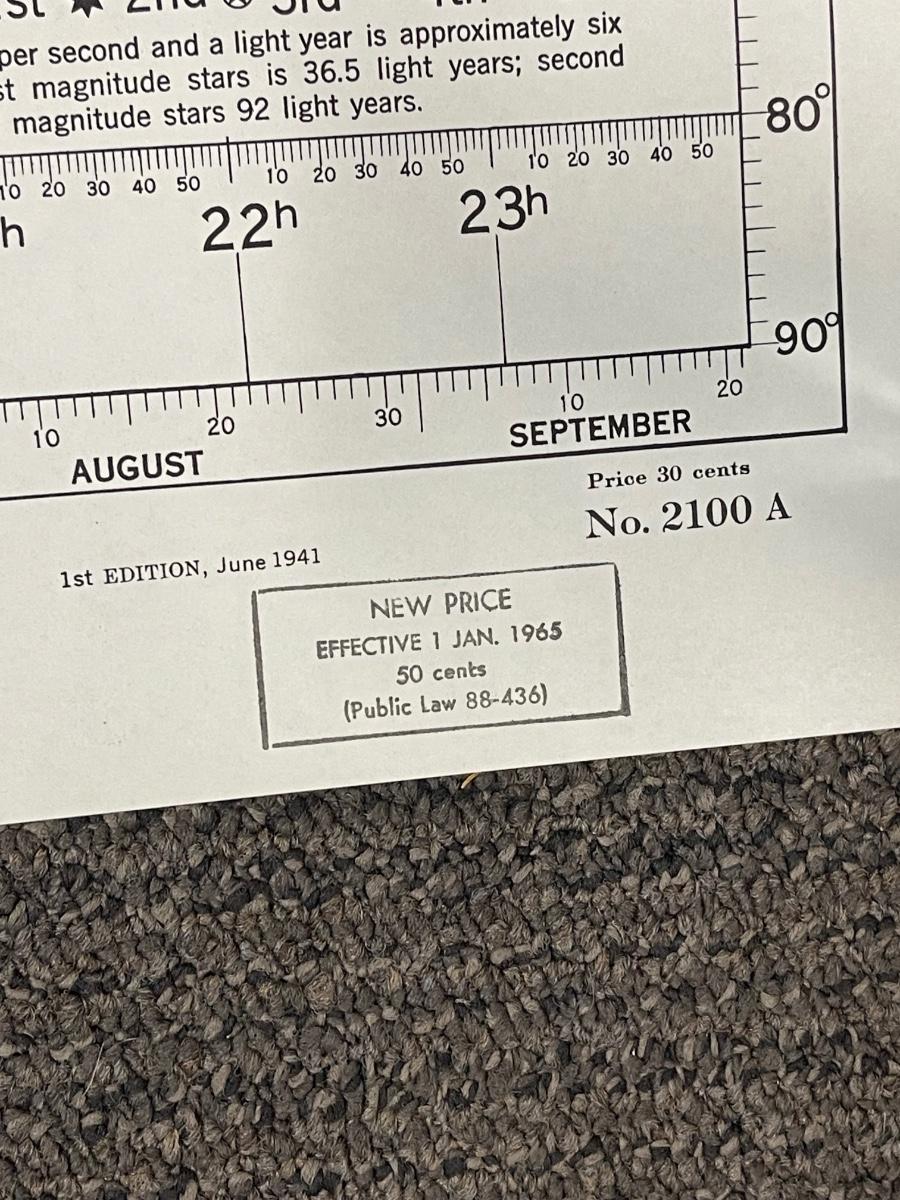 2nd 3rd
per second and a light year is approximately six
magnitude stars is 36.5 light years; second
magnitude stars 92 light years.
80°
10 20 30 40 50 10 20 30 40 50 10 20 30 40 50
h 22h 23h
90°
10 20 30 10 20
AUGUST SEPTEMBER
Price 30 cents
No. 2100 A
1st EDITION, June 1941
NEW PRICE
EFFECTIVE 1 JAN. 1965
50 cents
(Public Law 88-436)